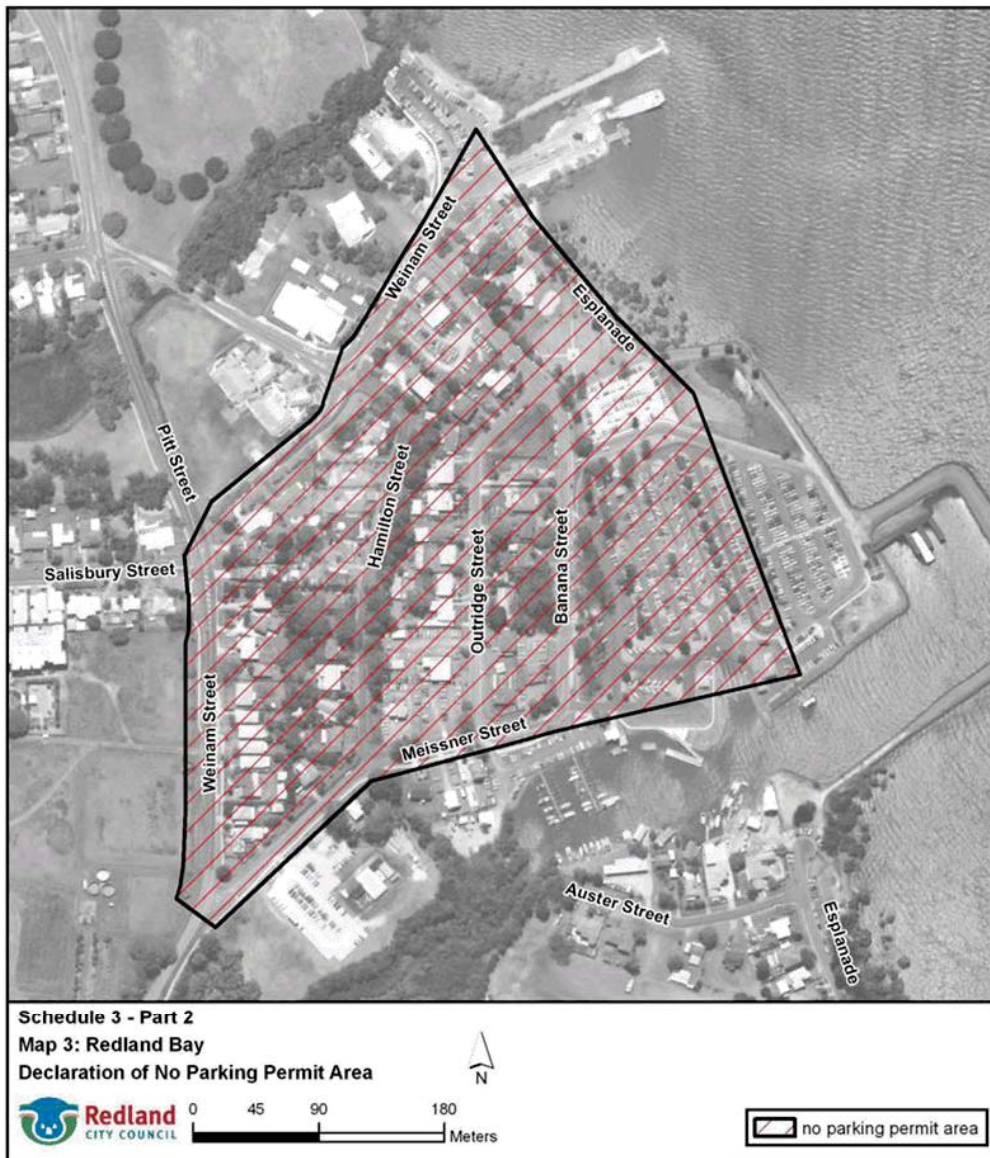 Weinam Street
Esplanade
Pitt Street
Hamilton Street
Salisbury Street
Outridge Street
Banana Street
Weinam Street
Meissner Street
Auster Street
Esplanade
Schedule 3 - Part 2
Map 3: Redland Bay
Declaration of No Parking Permit Area
N
Redland
CITY COUNCIL
0 45 90 180
Meters
no parking permit area